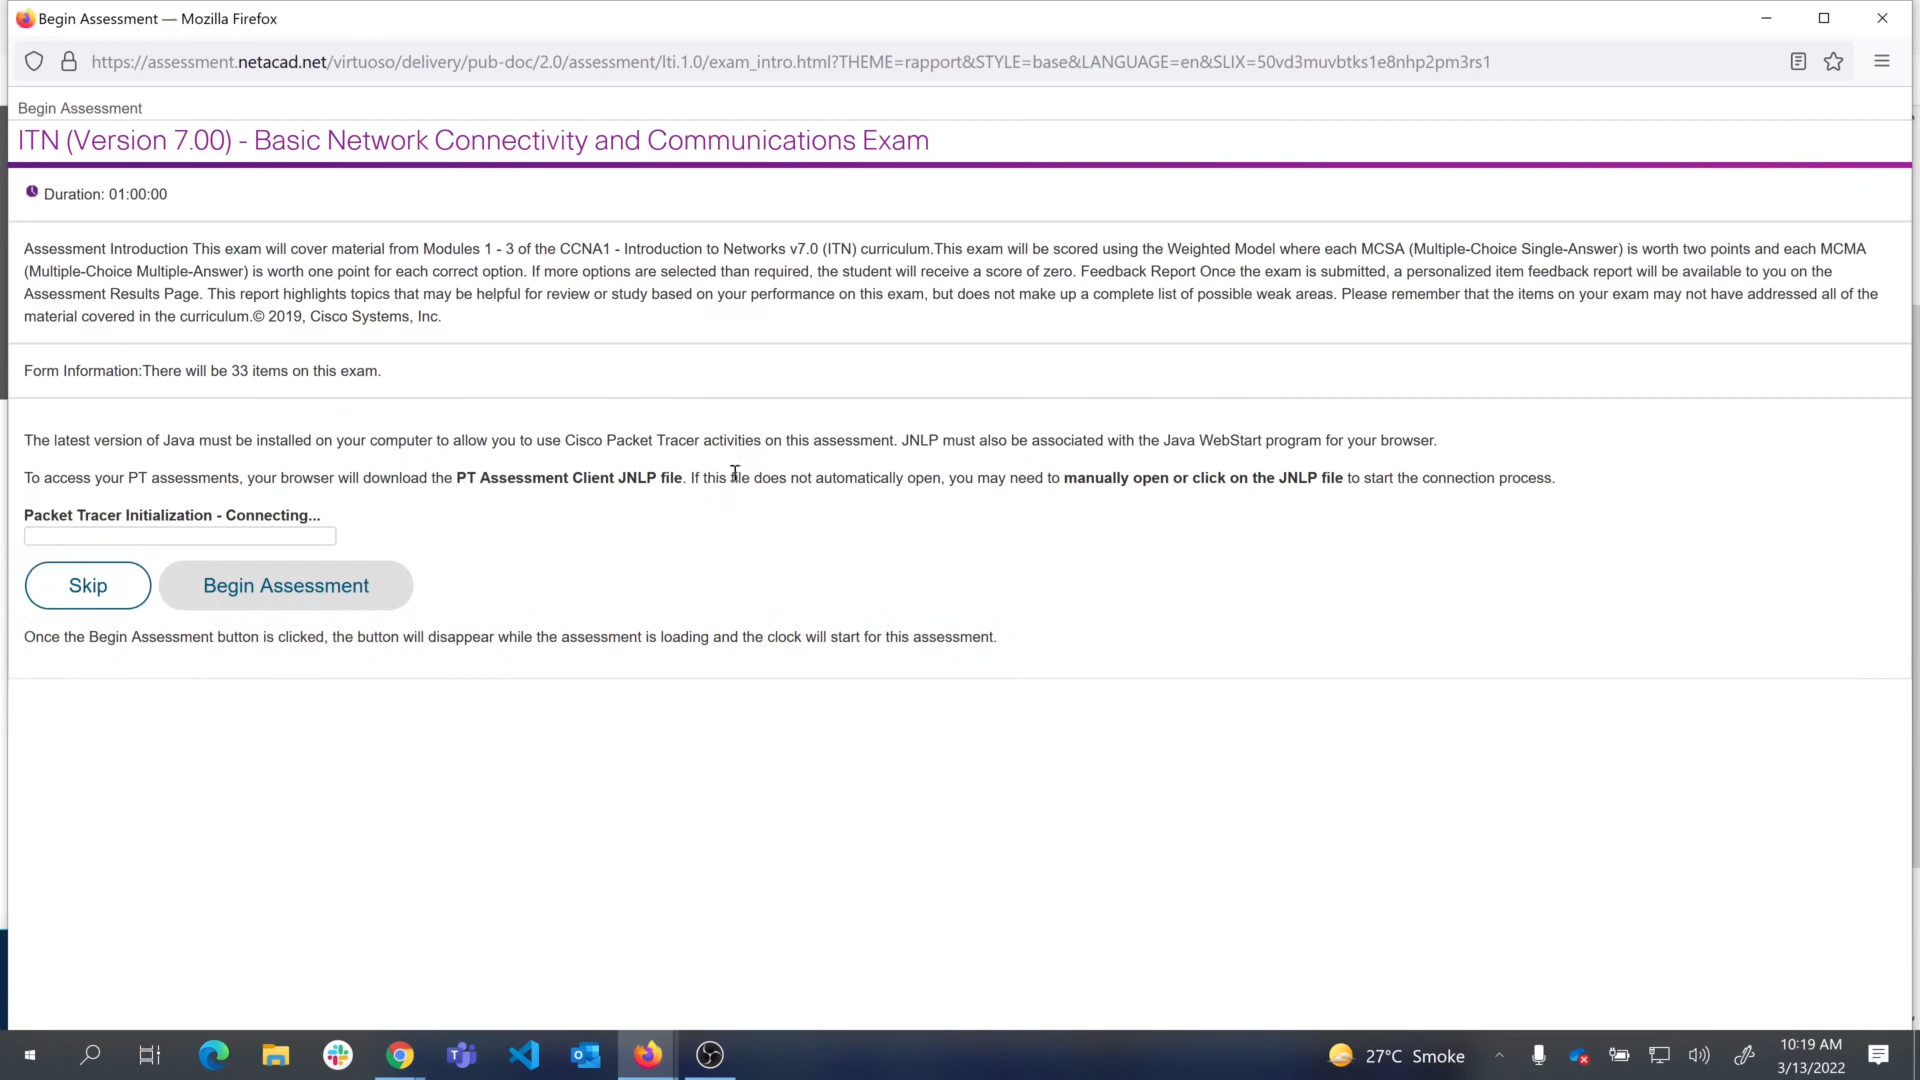 Begin Assessment — Mozilla Firefox
https://assessment.netacad.net/virtuoso/delivery/pub-doc/2.0/assessment/lti.1.0/exam_intro.html?THEME=rapport&STYLE=base&LANGUAGE=en&SLIX=50vd3muvbtks1e8nhp2pm3rs1
Begin Assessment
ITN (Version 7.00) - Basic Network Connectivity and Communications Exam
Duration: 01:00:00
Assessment Introduction This exam will cover material from Modules 1 - 3 of the CCNA1 - Introduction to Networks v7.0 (ITN) curriculum.This exam will be scored using the Weighted Model where each MCSA (Multiple-Choice Single-Answer) is worth two points and each MCMA
(Multiple-Choice Multiple-Answer) is worth one point for each correct option. If more options are selected than required, the student will receive a score of zero. Feedback Report Once the exam is submitted, a personalized item feedback report will be available to you on the
Assessment Results Page. This report highlights topics that may be helpful for review or study based on your performance on this exam, but does not make up a complete list of possible weak areas. Please remember that the items on your exam may not have addressed all of the
material covered in the curriculum.© 2019, Cisco Systems, Inc.
Form Information:There will be 33 items on this exam.
The latest version of Java must be installed on your computer to allow you to use Cisco Packet Tracer activities on this assessment. JNLP must also be associated with the Java WebStart program for your browser.
To access your PT assessments, your browser will download the PT Assessment Client JNLP file. If this file does not automatically open, you may need to manually open or click on the JNLP file to start the connection process.
Packet Tracer Initialization - Connecting...
Skip
Begin Assessment
Once the Begin Assessment button is clicked, the button will disappear while the assessment is loading and the clock will start for this assessment.
27°C Smoke
10:19 AM
3/13/2022